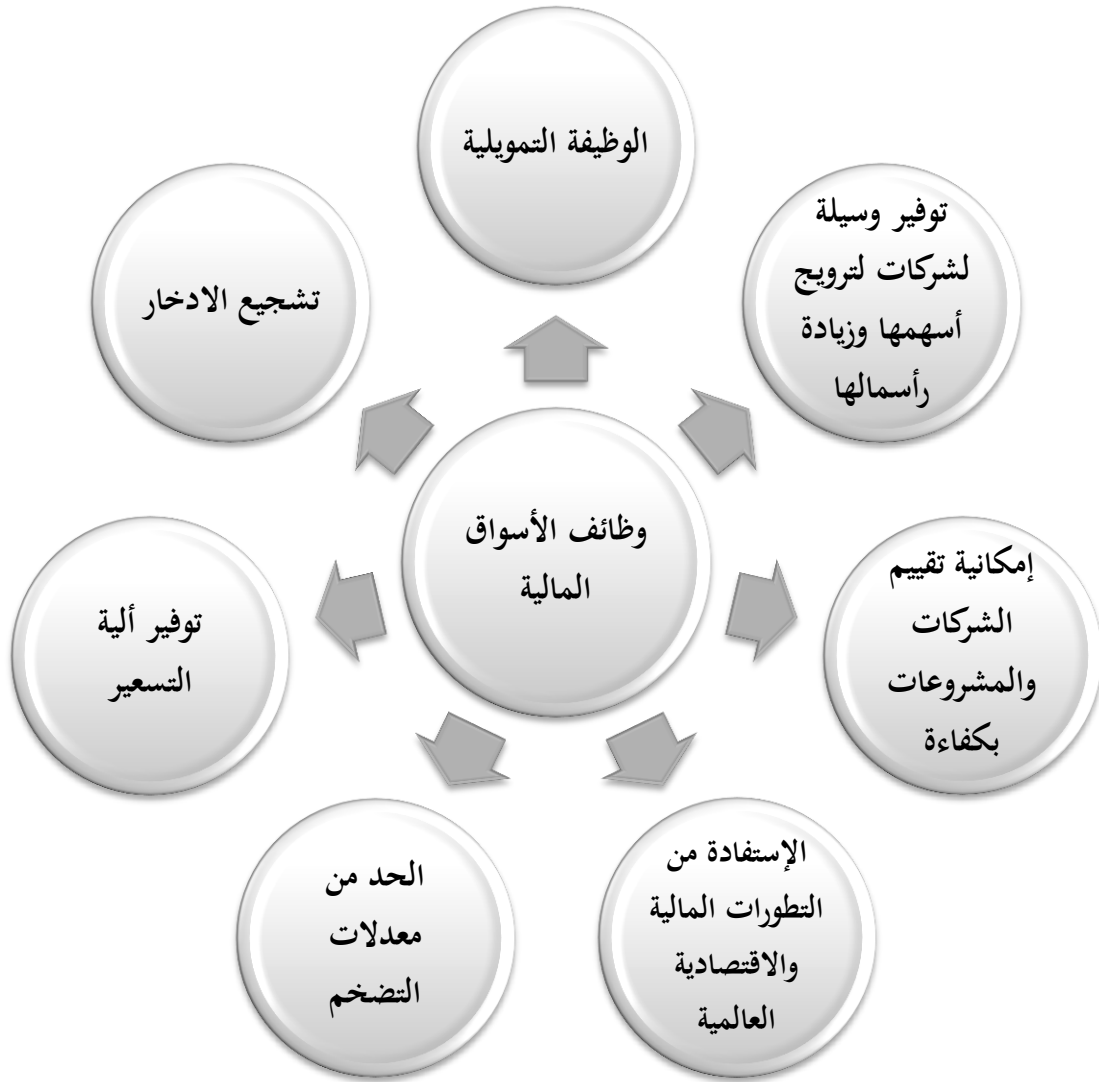 الوظيفة التمويلية
توفير وسيلة
لشركات لترويج
أسهمها وزيادة
رأسمالها
إمكانية تقييم
الشركات
والمشروعات
بكفاءة
الإستفادة من
التطورات المالية
والاقتصادية
العالمية
الحد من
معدلات
التضخم
توفير ألية
التسعير
تشجيع الادخار
وظائف الأسواق
المالية